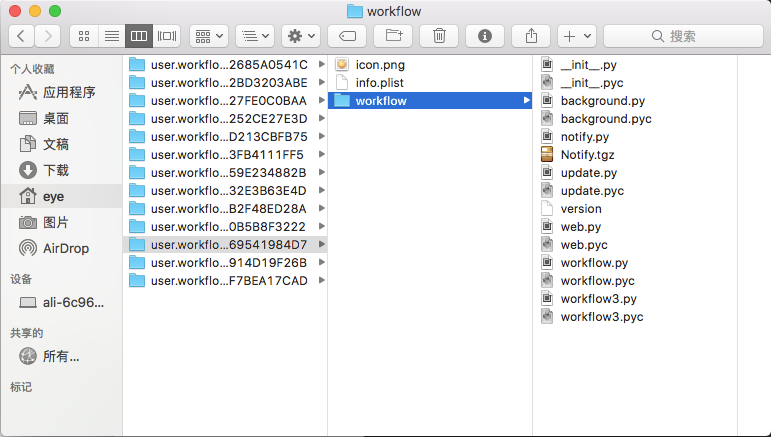 workflow
搜索
个人收藏
应用程序
桌面
文稿
下载
eye
图片
AirDrop
设备
ali-6c96...
共享的
所有...
标记
user.workflo...2685A0541C
user.workflo...2BD3203ABE
user.workflo...27FE0C0BAA
user.workflo...252CE27E3D
user.workflo...D213CBFB75
user.workflo...3FB4111FF5
user.workflo...59E234882B
user.workflo...32E3B63E4D
user.workflo...B2F48ED28A
user.workflo...0B5B8F3222
user.workflo...69541984D7
user.workflo...914D19F26B
user.workflo...F7BEA17CAD
icon.png
info.plist
workflow
__init__.py
__init__.pyc
background.py
background.pyc
notify.py
Notify.tgz
update.py
update.pyc
version
web.py
web.pyc
workflow.py
workflow.pyc
workflow3.py
workflow3.pyc